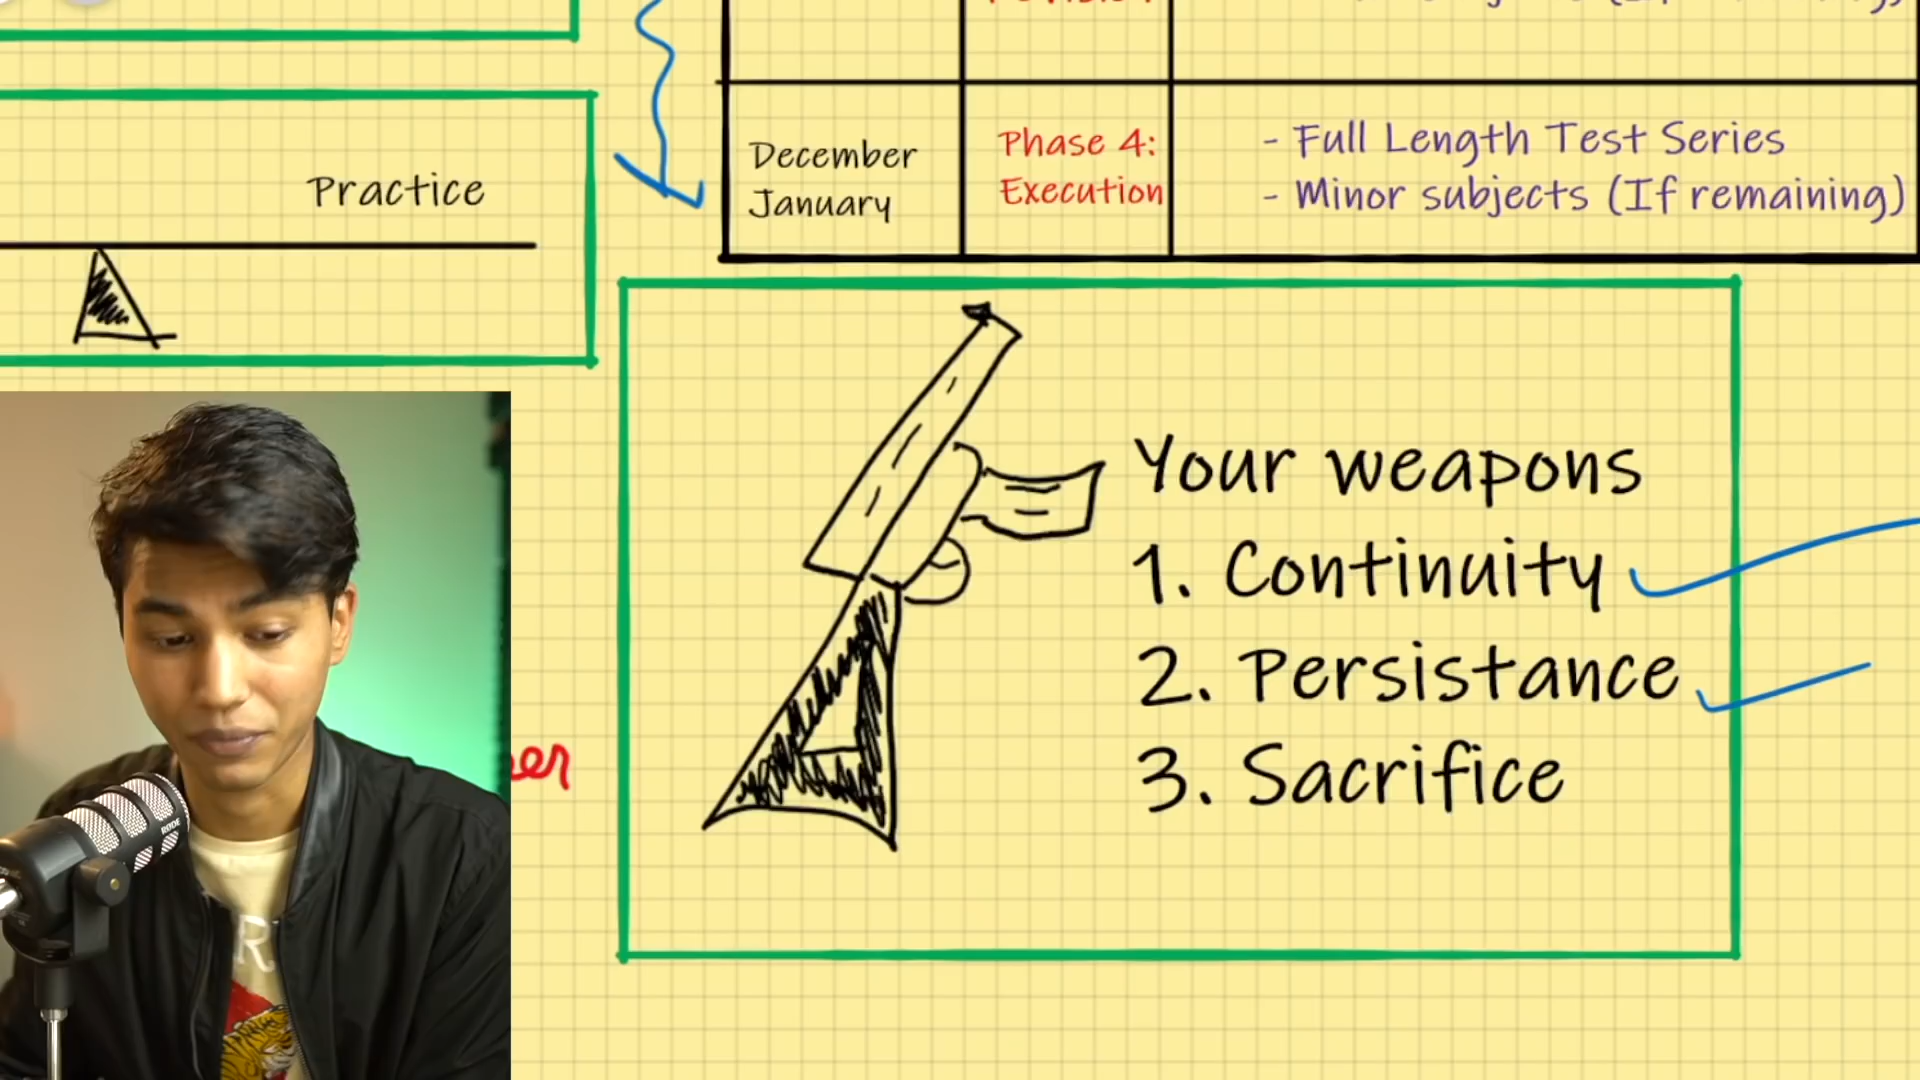 December
January
Phase 4:
Execution
- Full Length Test Series
- Minor subjects (If remaining)
Practice
Your weapons
1. Continuity
2. Persistance
3. Sacrifice
RODE